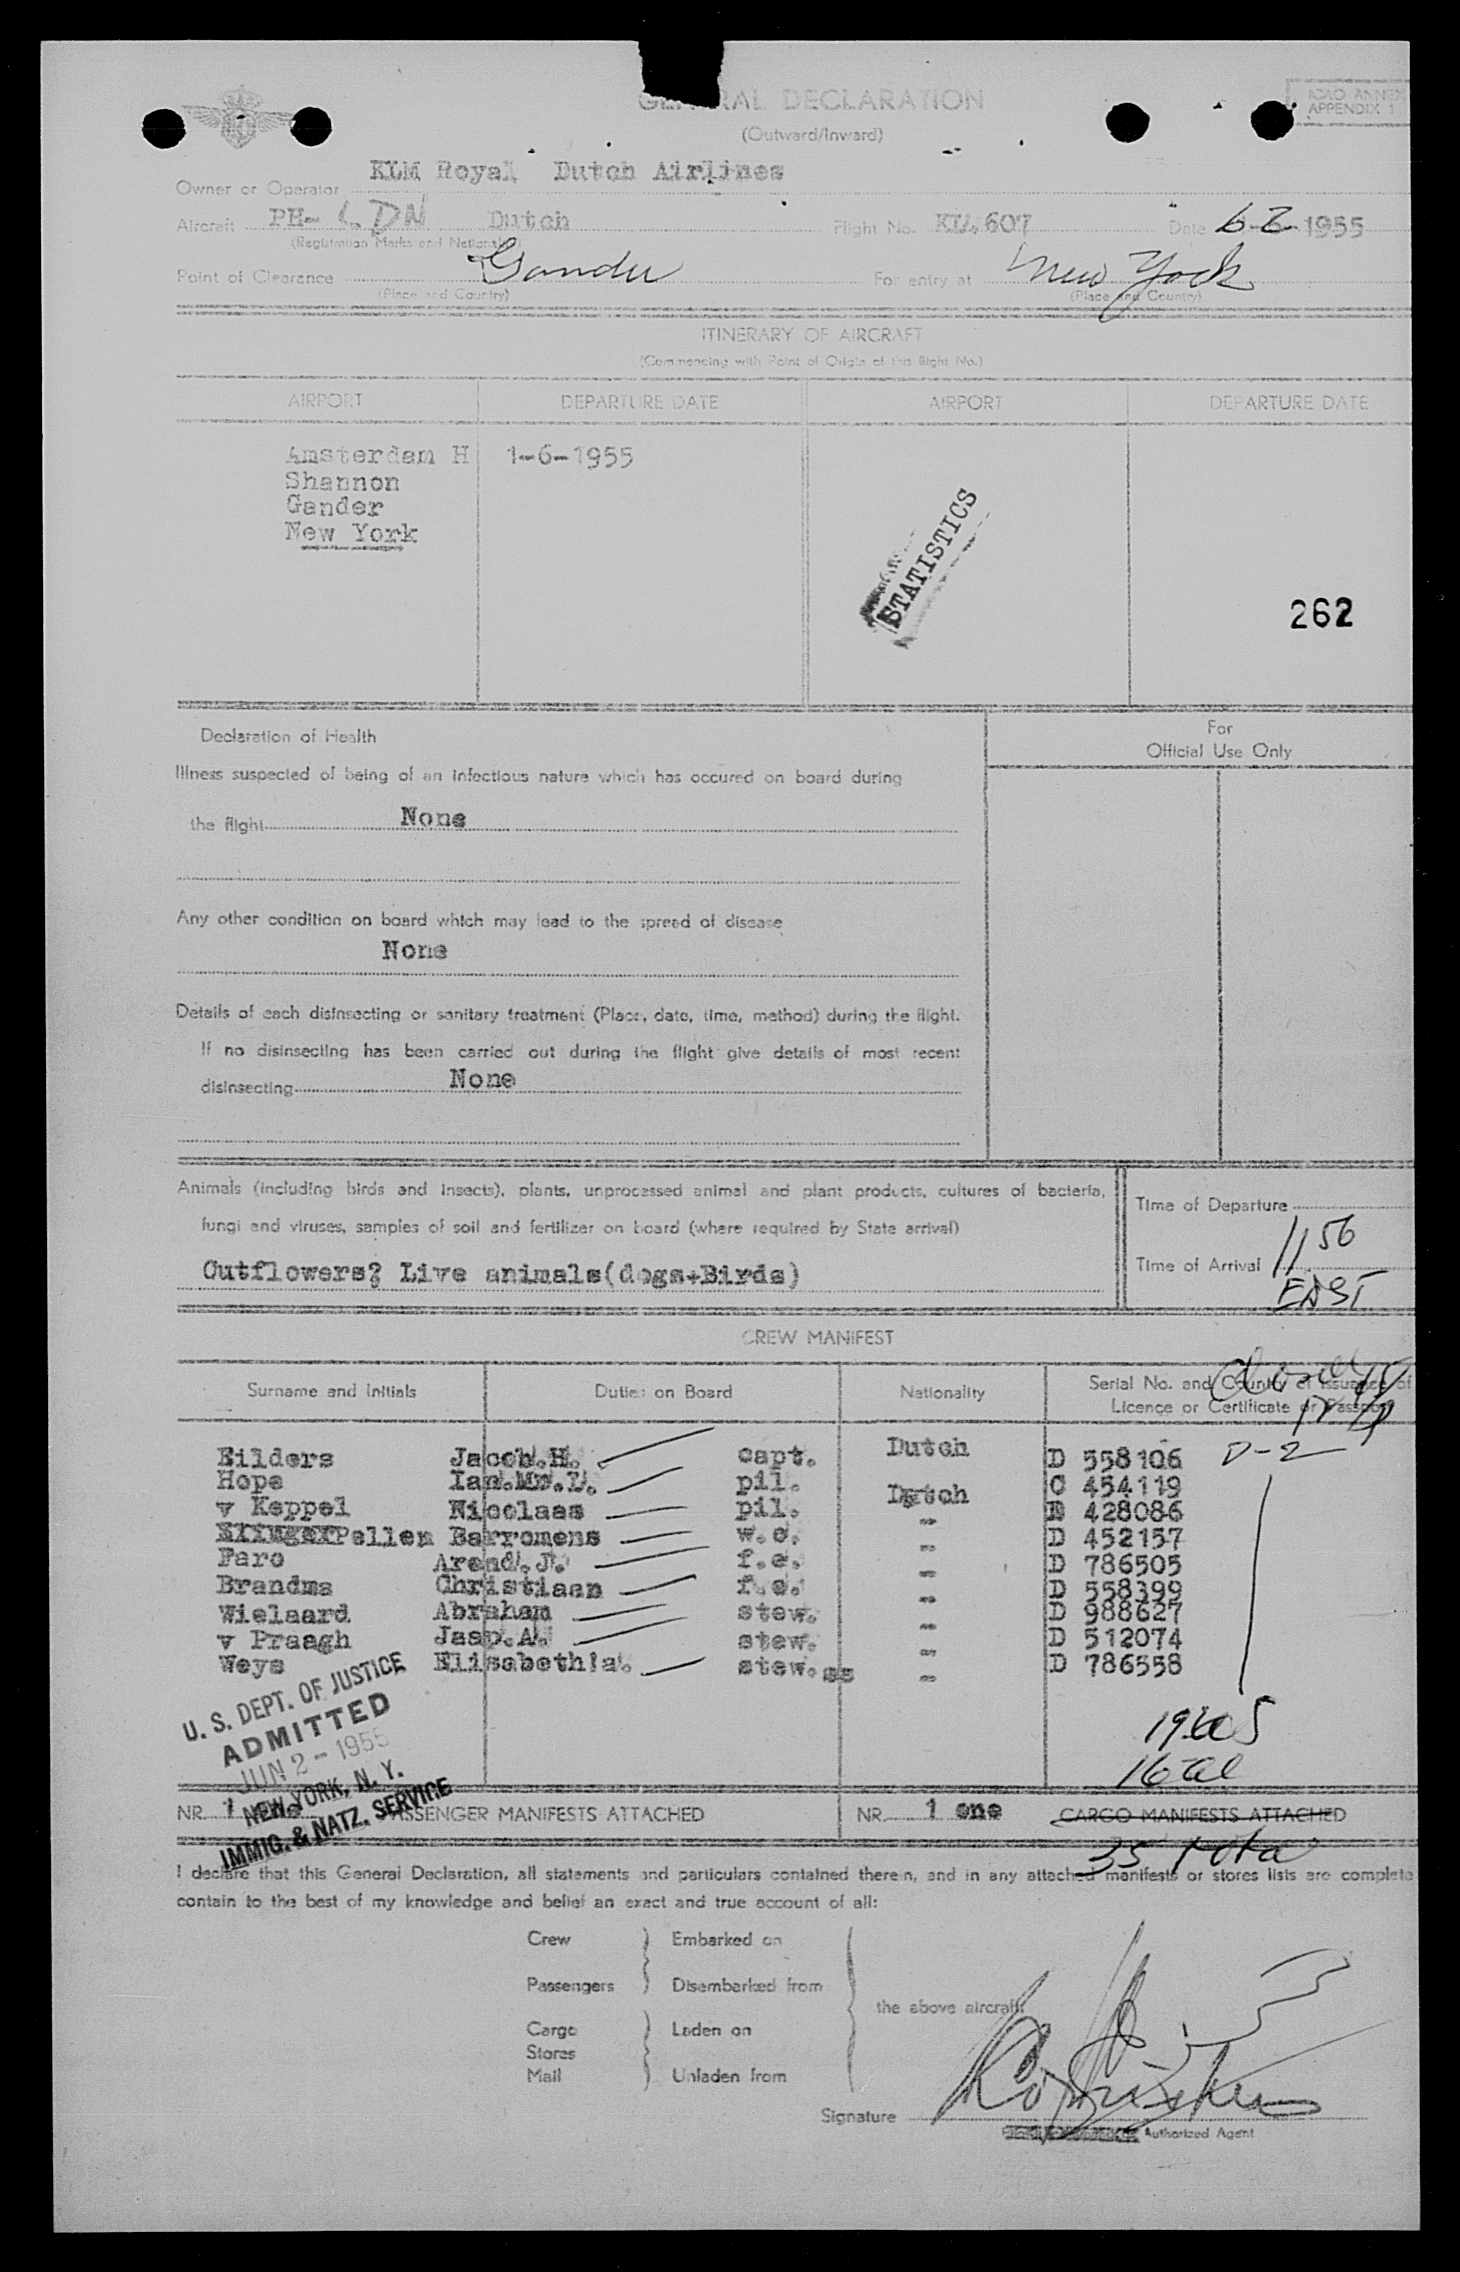 GENERAL DECLARATION
(Outward/Inward)
ICAO ANNEX
APPENDIX 1
Owner or Operator KLM Royal Dutch Airlines
Aircraft PH- LDN Dutch Flight No. KL.607 Date 6-2-1955
(Registration Marks and Nationality)
Point of Clearance Gander For entry at New York
(Place and Country) (Place and Country)
ITINERARY OF AIRCRAFT
(Commencing with Point of Origin of this flight No.)
AIRPORT DEPARTURE DATE AIRPORT DEPARTURE DATE
Amsterdam H 1-6-1955
Shannon
Gander
New York
STATISTICS
262
Declaration of Health
For
Official Use Only
Illness suspected of being of an infectious nature which has occured on board during
the flight None
Any other condition on board which may lead to the spread of disease
None
Details of each disinsecting or sanitary treatment (Place, date, time, method) during the flight.
If no disinsecting has been carried out during the flight give details of most recent
disinsecting None
Animals (including birds and insects), plants, unprocessed animal and plant products, cultures of bacteria,
fungi and viruses, samples of soil and fertilizer on board (where required by State arrival)
Cutflowers? Live animals(dogs+Birds)
Time of Departure
Time of Arrival 1156
EAST
CREW MANIFEST
Surname and Initials Duties on Board Nationality Serial No. and Country of Issuance of
Licence or Certificate or Passport
Eilders Jacob.H. capt. Dutch D 558106 D-2
Hope Ian.Mw.D. pil. Dutch C 454119
v Keppel Nicolaas pil. " D 428086
Pellen Barromens w.o. " D 452157
Faro Arend.J. f.e. " D 786505
Brandma Christiaan f.e. " D 558399
Wielaard Abraham stew. " D 988627
v Praagh Jasp.A. stew. " D 512074
Weys Elisabeth!a. stew.ss " D 786558
U. S. DEPT. OF JUSTICE
ADMITTED
JUN 2 - 1955
NEW YORK, N. Y.
IMMIG. & NATZ. SERVICE
NR. 1 PASSENGER MANIFESTS ATTACHED NR. 1 one CARGO MANIFESTS ATTACHED
35 total
I declare that this General Declaration, all statements and particulars contained therein, and in any attached manifests or stores lists are complete
contain to the best of my knowledge and belief an exact and true account of all:
Crew Embarked on
Passengers Disembarked from
the above aircraft
Cargo Laden on
Stores
Mail Unladen from
Signature
Authorized Agent